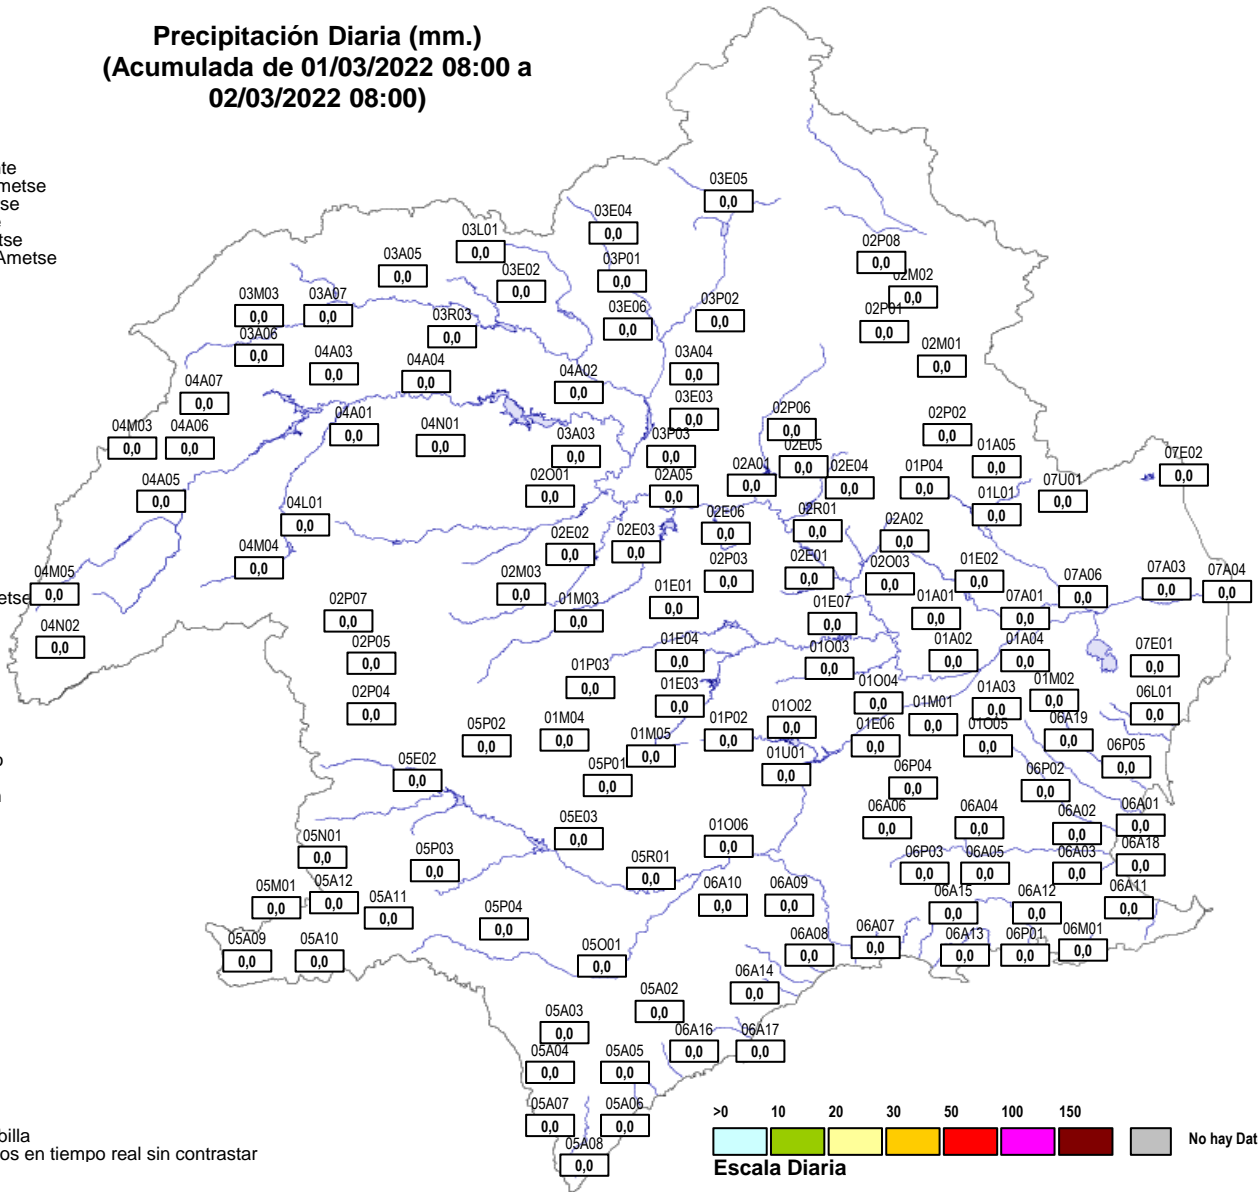 Precipitación Diaria (mm.)
(Acumulada de 01/03/2022 08:00 a
02/03/2022 08:00)
te
metse
se
tse
Ametse
03E05
0,0
03E04
0,0
03L01
0,0
02P08
0,0
03A05
0,0
03P01
0,0
03E02
0,0
02M02
0,0
03M03
0,0
03A07
0,0
03P02
0,0
03E06
0,0
02P01
0,0
03R03
0,0
03A06
0,0
02M01
0,0
04A03
0,0
03A04
0,0
04A04
0,0
04A02
0,0
04A07
0,0
03E03
0,0
02P06
0,0
04A01
0,0
02P02
0,0
04M03
0,0
04A06
0,0
04N01
0,0
03A03
0,0
03P03
0,0
02E05
0,0
01A05
0,0
07E02
0,0
02A01
0,0
02E04
0,0
01P04
0,0
04A05
0,0
02O01
0,0
02A05
0,0
07U01
0,0
01L01
0,0
04L01
0,0
02R01
0,0
02E06
0,0
02A02
0,0
02E02
0,0
02E03
0,0
04M04
0,0
02P03
0,0
02E01
0,0
02O03
0,0
01E02
0,0
04M05
0,0
etse
02M03
0,0
07A06
0,0
07A03
0,0
07A04
0,0
01M03
0,0
01E01
0,0
02P07
0,0
01E07
0,0
01A01
0,0
07A01
0,0
04N02
0,0
02P05
0,0
01E04
0,0
01O03
0,0
01A02
0,0
01A04
0,0
07E01
0,0
01P03
0,0
02P04
0,0
01E03
0,0
01O04
0,0
01A03
0,0
01M02
0,0
06L01
0,0
05P02
0,0
01M04
0,0
01P02
0,0
01O02
0,0
01M01
0,0
01E06
0,0
01O05
0,0
06A19
0,0
01M05
0,0
06P05
0,0
05E02
0,0
05P01
0,0
01U01
0,0
06P04
0,0
06P02
0,0
05E03
0,0
01O06
0,0
06A06
0,0
06A04
0,0
06A02
0,0
06A01
0,0
05N01
0,0
05P03
0,0
05R01
0,0
06P03
0,0
06A05
0,0
06A03
0,0
06A18
0,0
05M01
0,0
05A12
0,0
05A11
0,0
06A10
0,0
06A09
0,0
06A15
0,0
06A12
0,0
06A11
0,0
05P04
0,0
05A09
0,0
05A10
0,0
05O01
0,0
06A08
0,0
06A07
0,0
06A13
0,0
06P01
0,0
06M01
0,0
06A14
0,0
05A02
0,0
05A03
0,0
06A16
0,0
06A17
0,0
05A04
0,0
05A05
0,0
05A07
0,0
05A06
0,0
05A08
0,0
billa
os en tiempo real sin contrastar
>0 10 20 30 50 100 150
No hay Dat
Escala Diaria